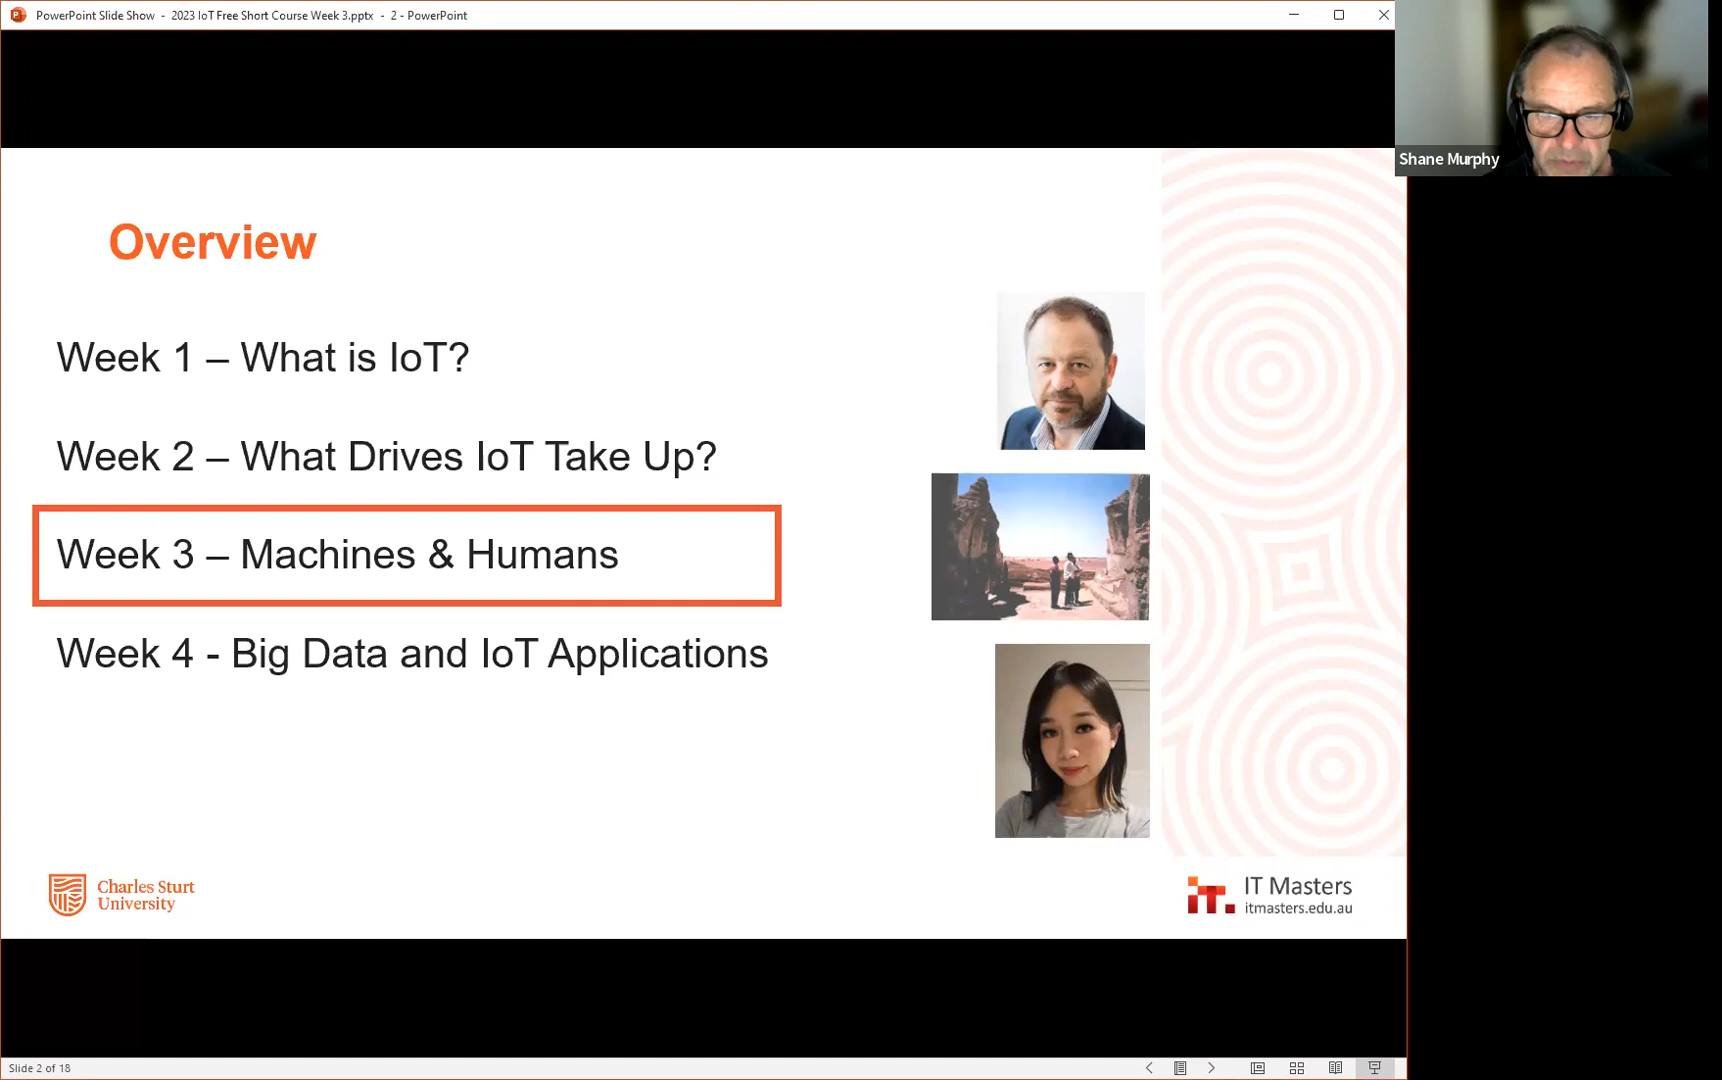 PowerPoint Slide Show - 2023 IoT Free Short Course Week 3.pptx - 2 - PowerPoint
Shane Murphy
Overview
Week 1 – What is IoT?
Week 2 – What Drives IoT Take Up?
Week 3 – Machines & Humans
Week 4 - Big Data and IoT Applications
Charles Sturt
University
IT Masters
itmasters.edu.au
Slide 2 of 18